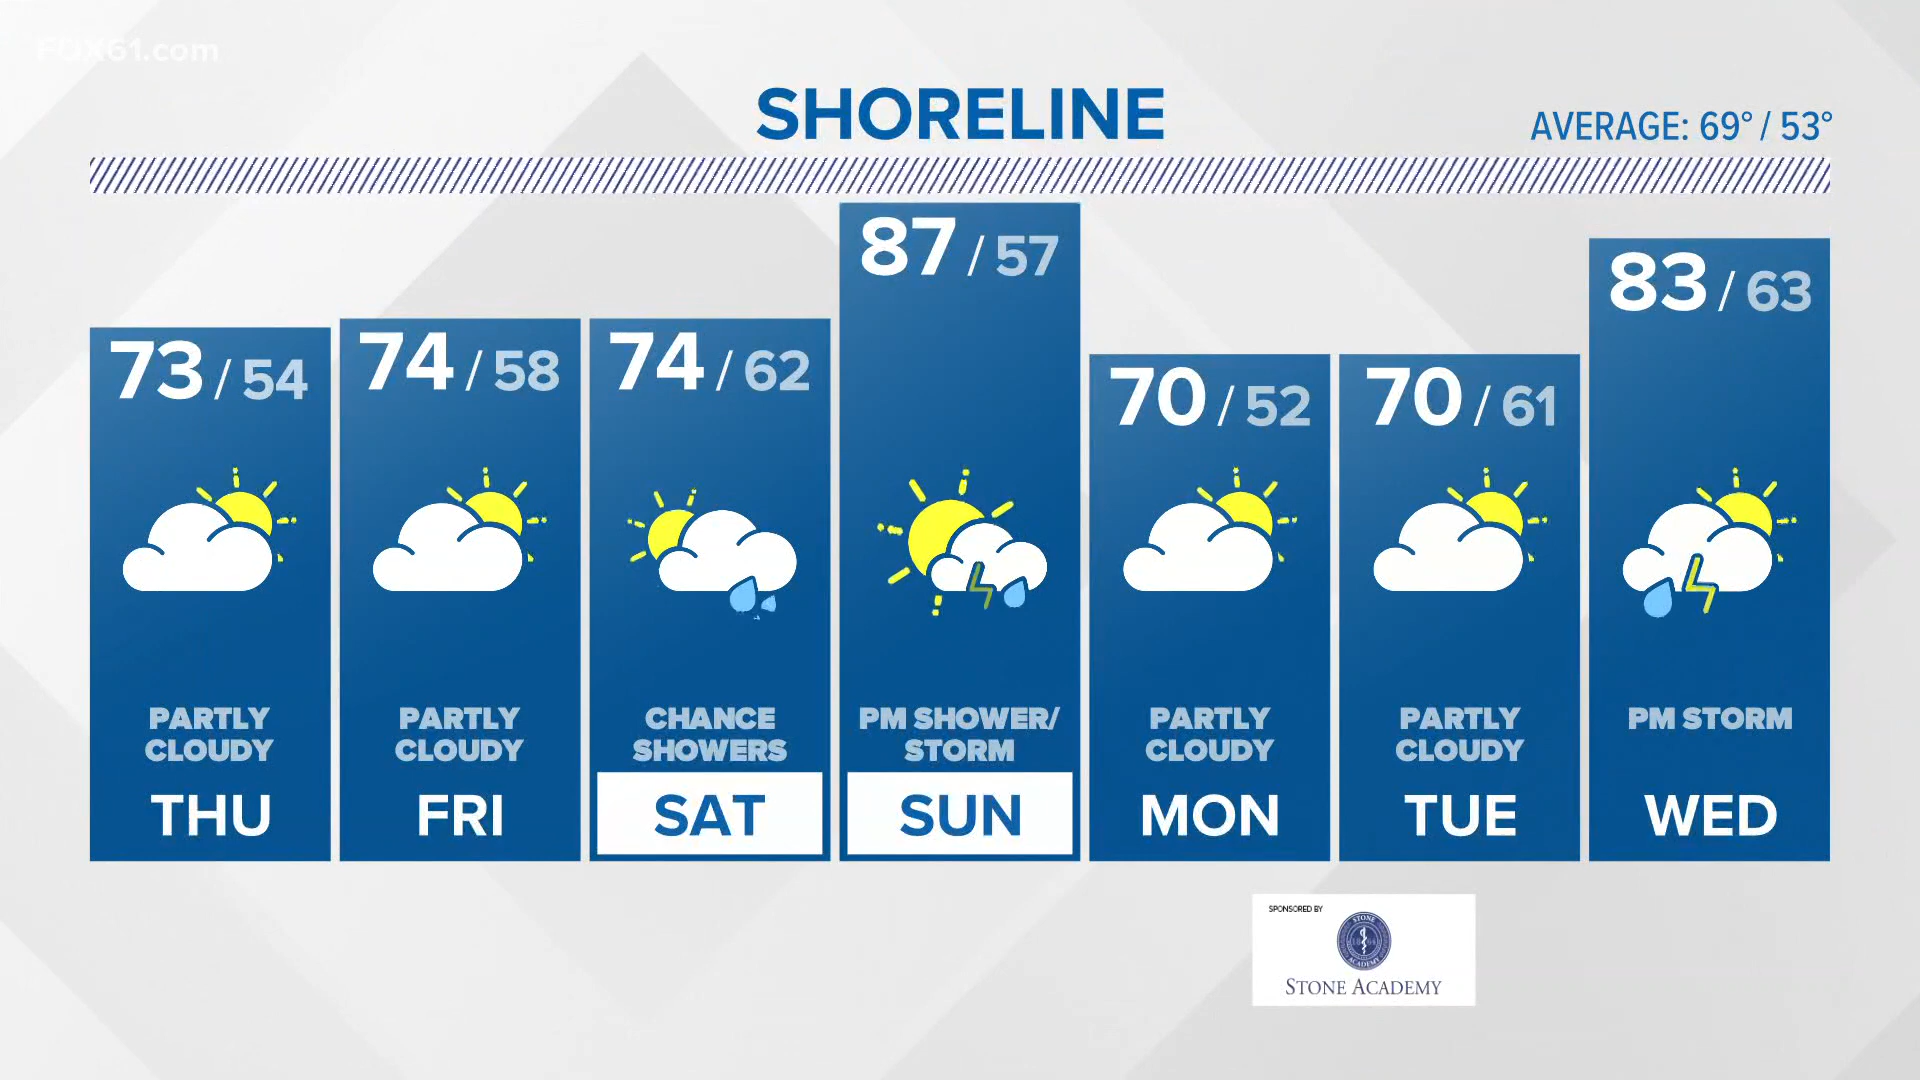 FOX61.com
SHORELINE
AVERAGE: 69° / 53°
73 / 54
PARTLY
CLOUDY
THU
74 / 58
PARTLY
CLOUDY
FRI
74 / 62
CHANCE
SHOWERS
SAT
87 / 57
PM SHOWER/
STORM
SUN
70 / 52
PARTLY
CLOUDY
MON
70 / 61
PARTLY
CLOUDY
TUE
83 / 63
PM STORM
WED
SPONSORED BY
STONE
ACADEMY
STONE ACADEMY